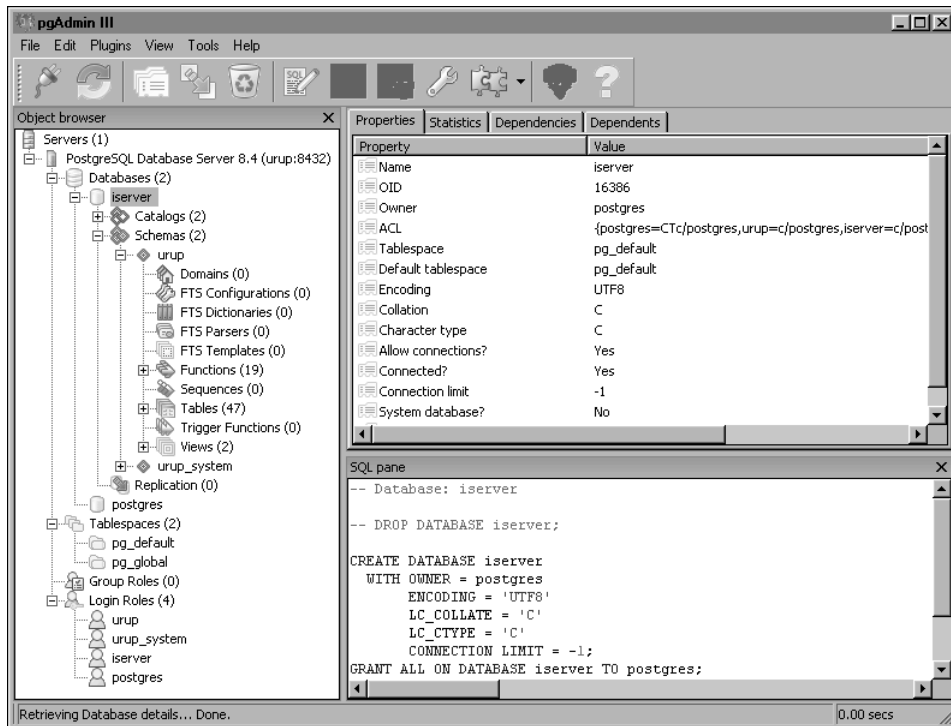 pgAdmin III
File Edit Plugins View Tools Help
SQL
Object browser
Servers (1)
PostgreSQL Database Server 8.4 (urup:8432)
Databases (2)
iserver
Catalogs (2)
Schemas (2)
urup
Domains (0)
FTS Configurations (0)
FTS Dictionaries (0)
FTS Parsers (0)
FTS Templates (0)
Functions (19)
Sequences (0)
Tables (47)
Trigger Functions (0)
Views (2)
urup_system
Replication (0)
postgres
Tablespaces (2)
pg_default
pg_global
Group Roles (0)
Login Roles (4)
urup
urup_system
iserver
postgres
Properties Statistics Dependencies Dependents
Property Value
Name iserver
OID 16386
Owner postgres
ACL {postgres=CTc/postgres,urup=c/postgres,iserver=c/post
Tablespace pg_default
Default tablespace pg_default
Encoding UTF8
Collation C
Character type C
Allow connections? Yes
Connected? Yes
Connection limit -1
System database? No
SQL pane
-- Database: iserver
-- DROP DATABASE iserver;
CREATE DATABASE iserver
WITH OWNER = postgres
ENCODING = 'UTF8'
LC_COLLATE = 'C'
LC_CTYPE = 'C'
CONNECTION LIMIT = -1;
GRANT ALL ON DATABASE iserver TO postgres;
Retrieving Database details... Done. 0.00 secs